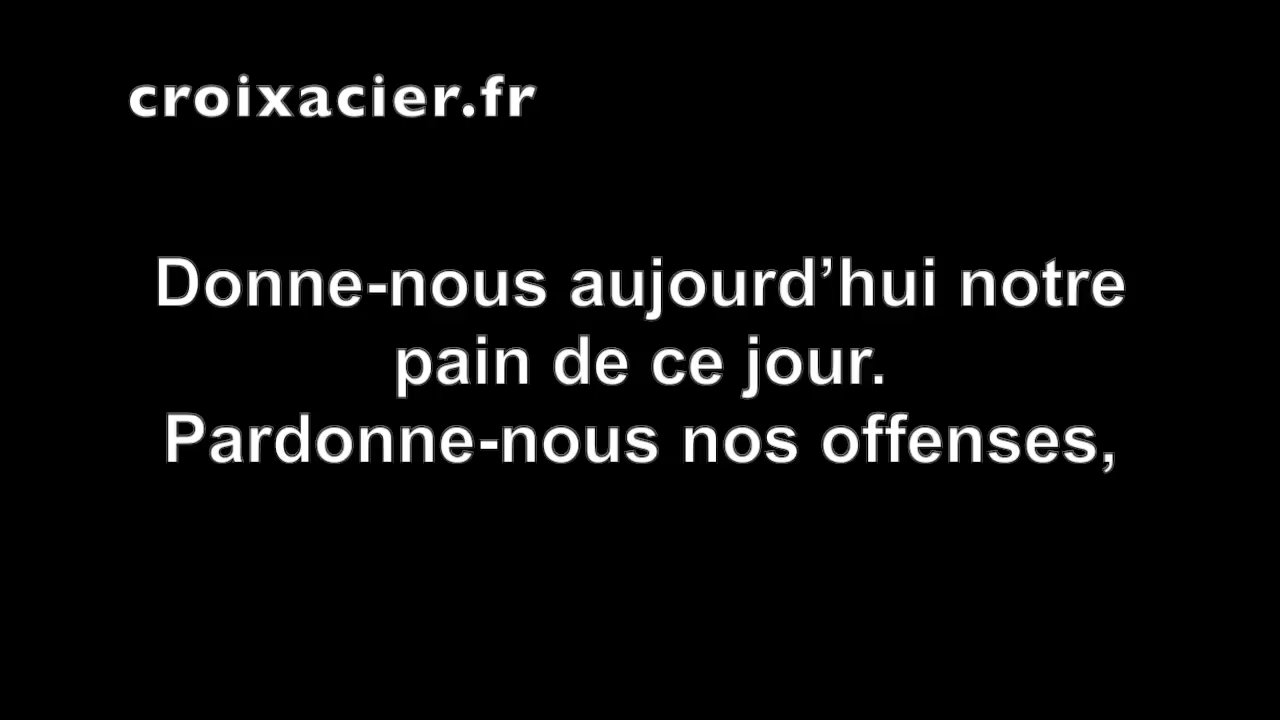 croixacier.fr
Donne-nous aujourd’hui notre
pain de ce jour.
Pardonne-nous nos offenses,